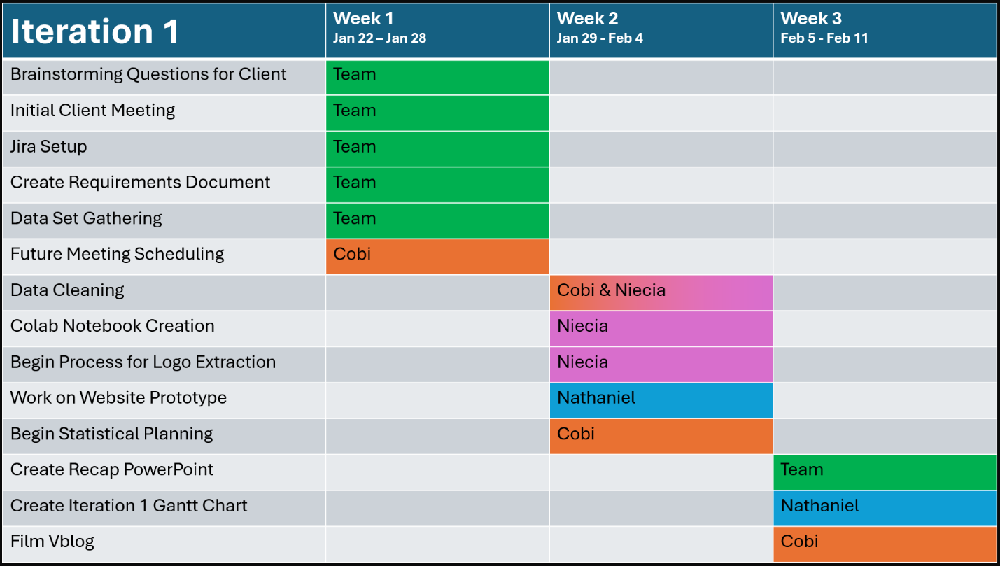 Iteration 1
Week 1
Jan 22 – Jan 28
Week 2
Jan 29 - Feb 4
Week 3
Feb 5 - Feb 11
Brainstorming Questions for Client
Team
Initial Client Meeting
Team
Jira Setup
Team
Create Requirements Document
Team
Data Set Gathering
Team
Future Meeting Scheduling
Cobi
Data Cleaning
Cobi & Niecia
Colab Notebook Creation
Niecia
Begin Process for Logo Extraction
Niecia
Work on Website Prototype
Nathaniel
Begin Statistical Planning
Cobi
Create Recap PowerPoint
Team
Create Iteration 1 Gantt Chart
Nathaniel
Film Vblog
Cobi